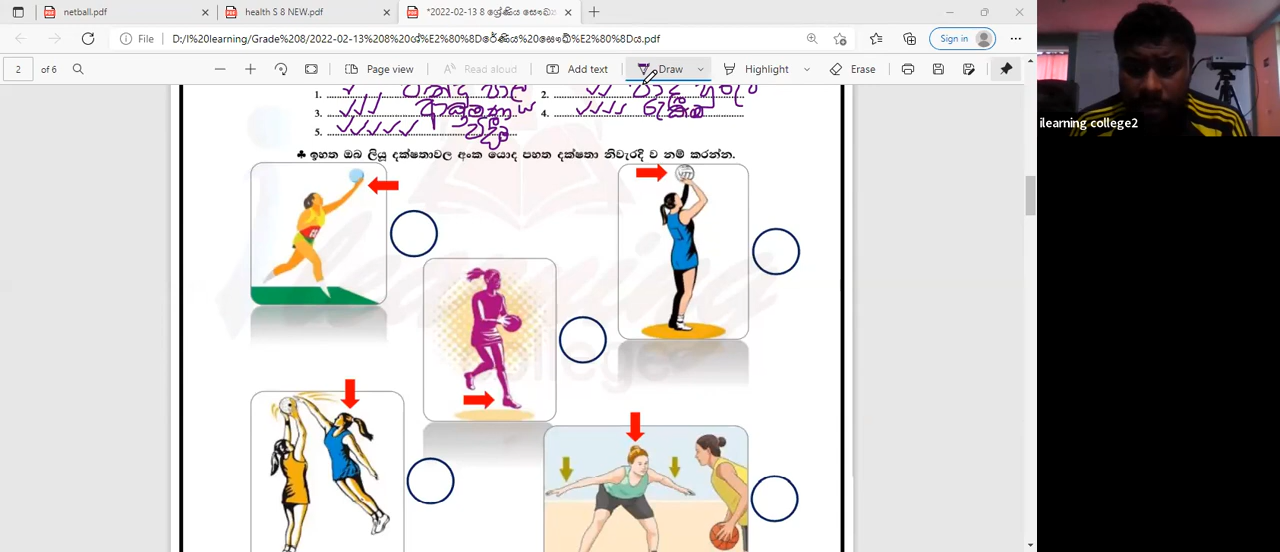 netball.pdf
health S 8 NEW.pdf
*2022-02-13 8 ශ්‍රේණිය සෞඛ්‍ය
File
D:/I%20learning/Grade%208/2022-02-13%208%20ශ්%E2%80%8Dරේණිය%20සෞඛ්%E2%80%8Dය.pdf
Sign in
2 of 6
Page view
Read aloud
Add text
Draw
Highlight
Erase
1.
2.
3.
4. රැකීම
5.
♣ ඉහත ඔබ ලියූ දක්ෂතාවල අංක යොද පහත දක්ෂතා නිවැරදි ව නම් කරන්න.
ilearning college2
learning
college